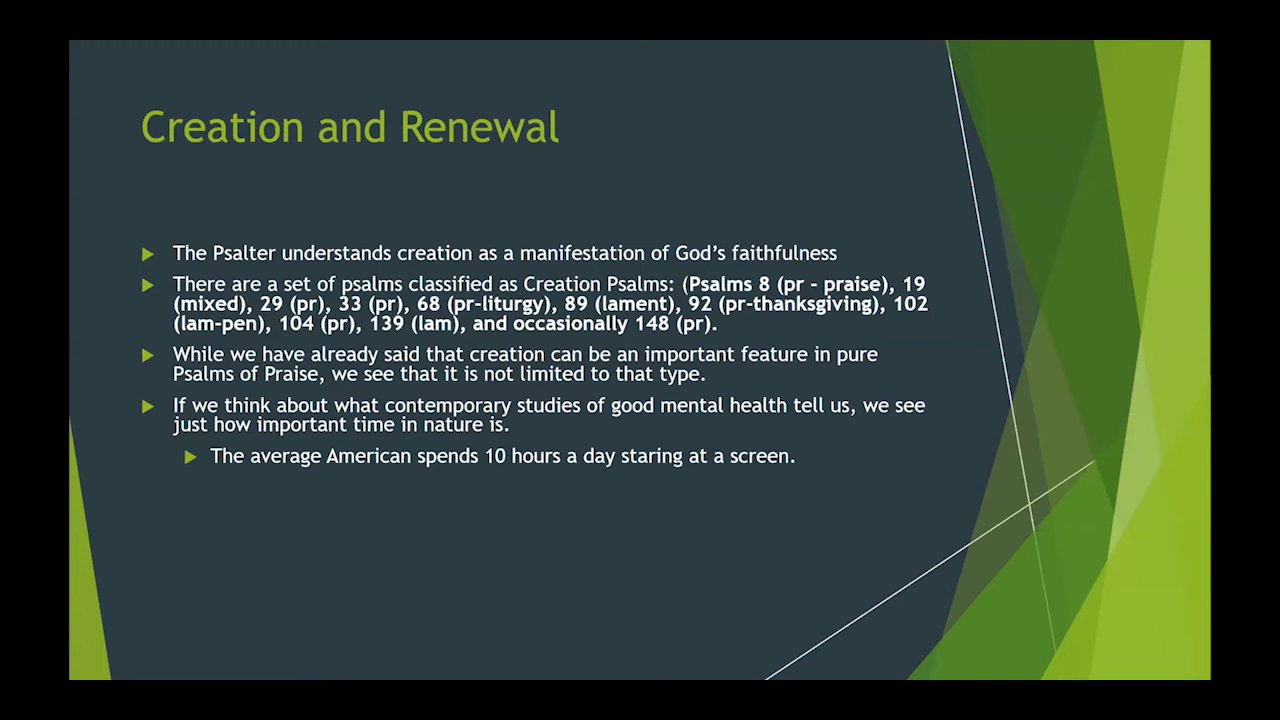 Creation and Renewal
The Psalter understands creation as a manifestation of God’s faithfulness
There are a set of psalms classified as Creation Psalms: (Psalms 8 (pr - praise), 19
(mixed), 29 (pr), 33 (pr), 68 (pr-liturgy), 89 (lament), 92 (pr-thanksgiving), 102
(lam-pen), 104 (pr), 139 (lam), and occasionally 148 (pr).
While we have already said that creation can be an important feature in pure
Psalms of Praise, we see that it is not limited to that type.
If we think about what contemporary studies of good mental health tell us, we see
just how important time in nature is.
The average American spends 10 hours a day staring at a screen.